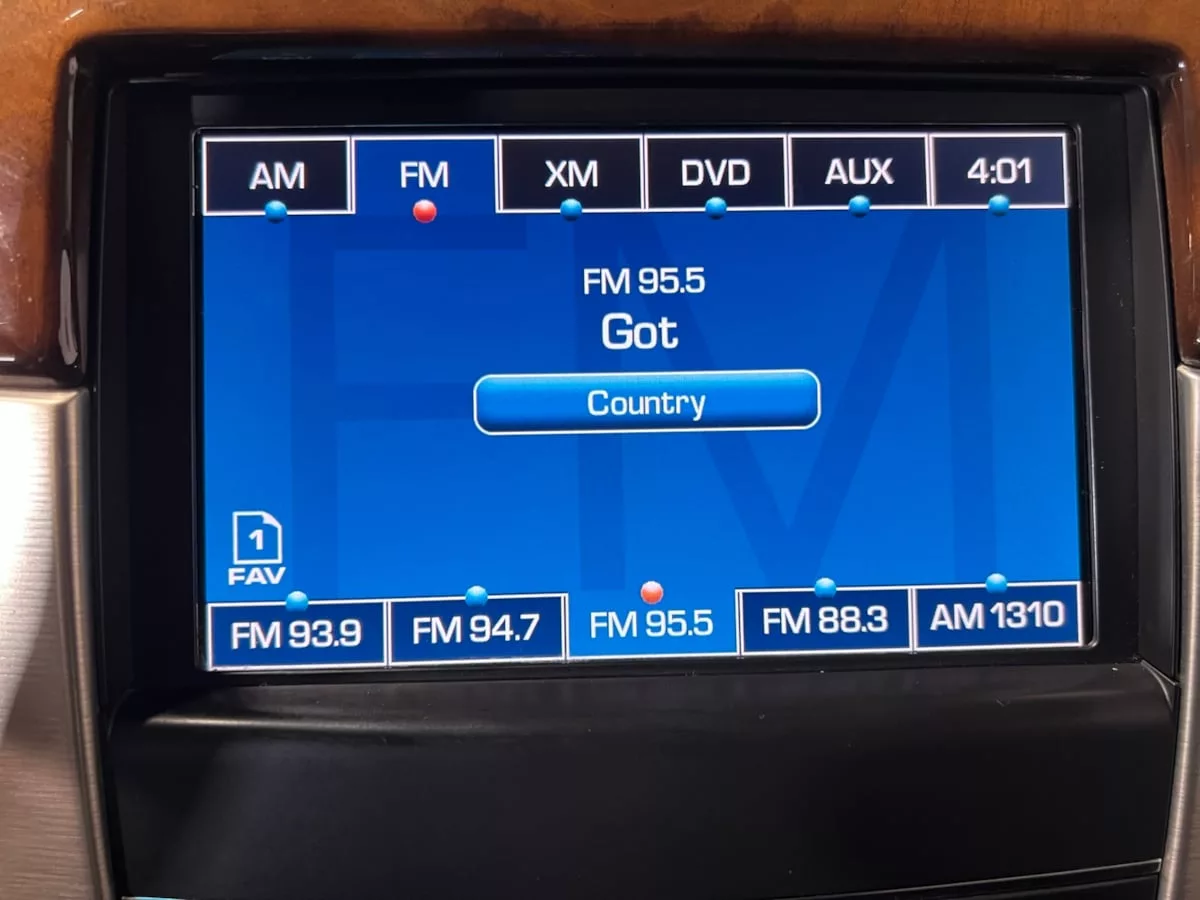 AM FM XM DVD AUX 4:01
FM 95.5
Got
Country
1
FAV
FM 93.9 FM 94.7 FM 95.5 FM 88.3 AM 1310
FM